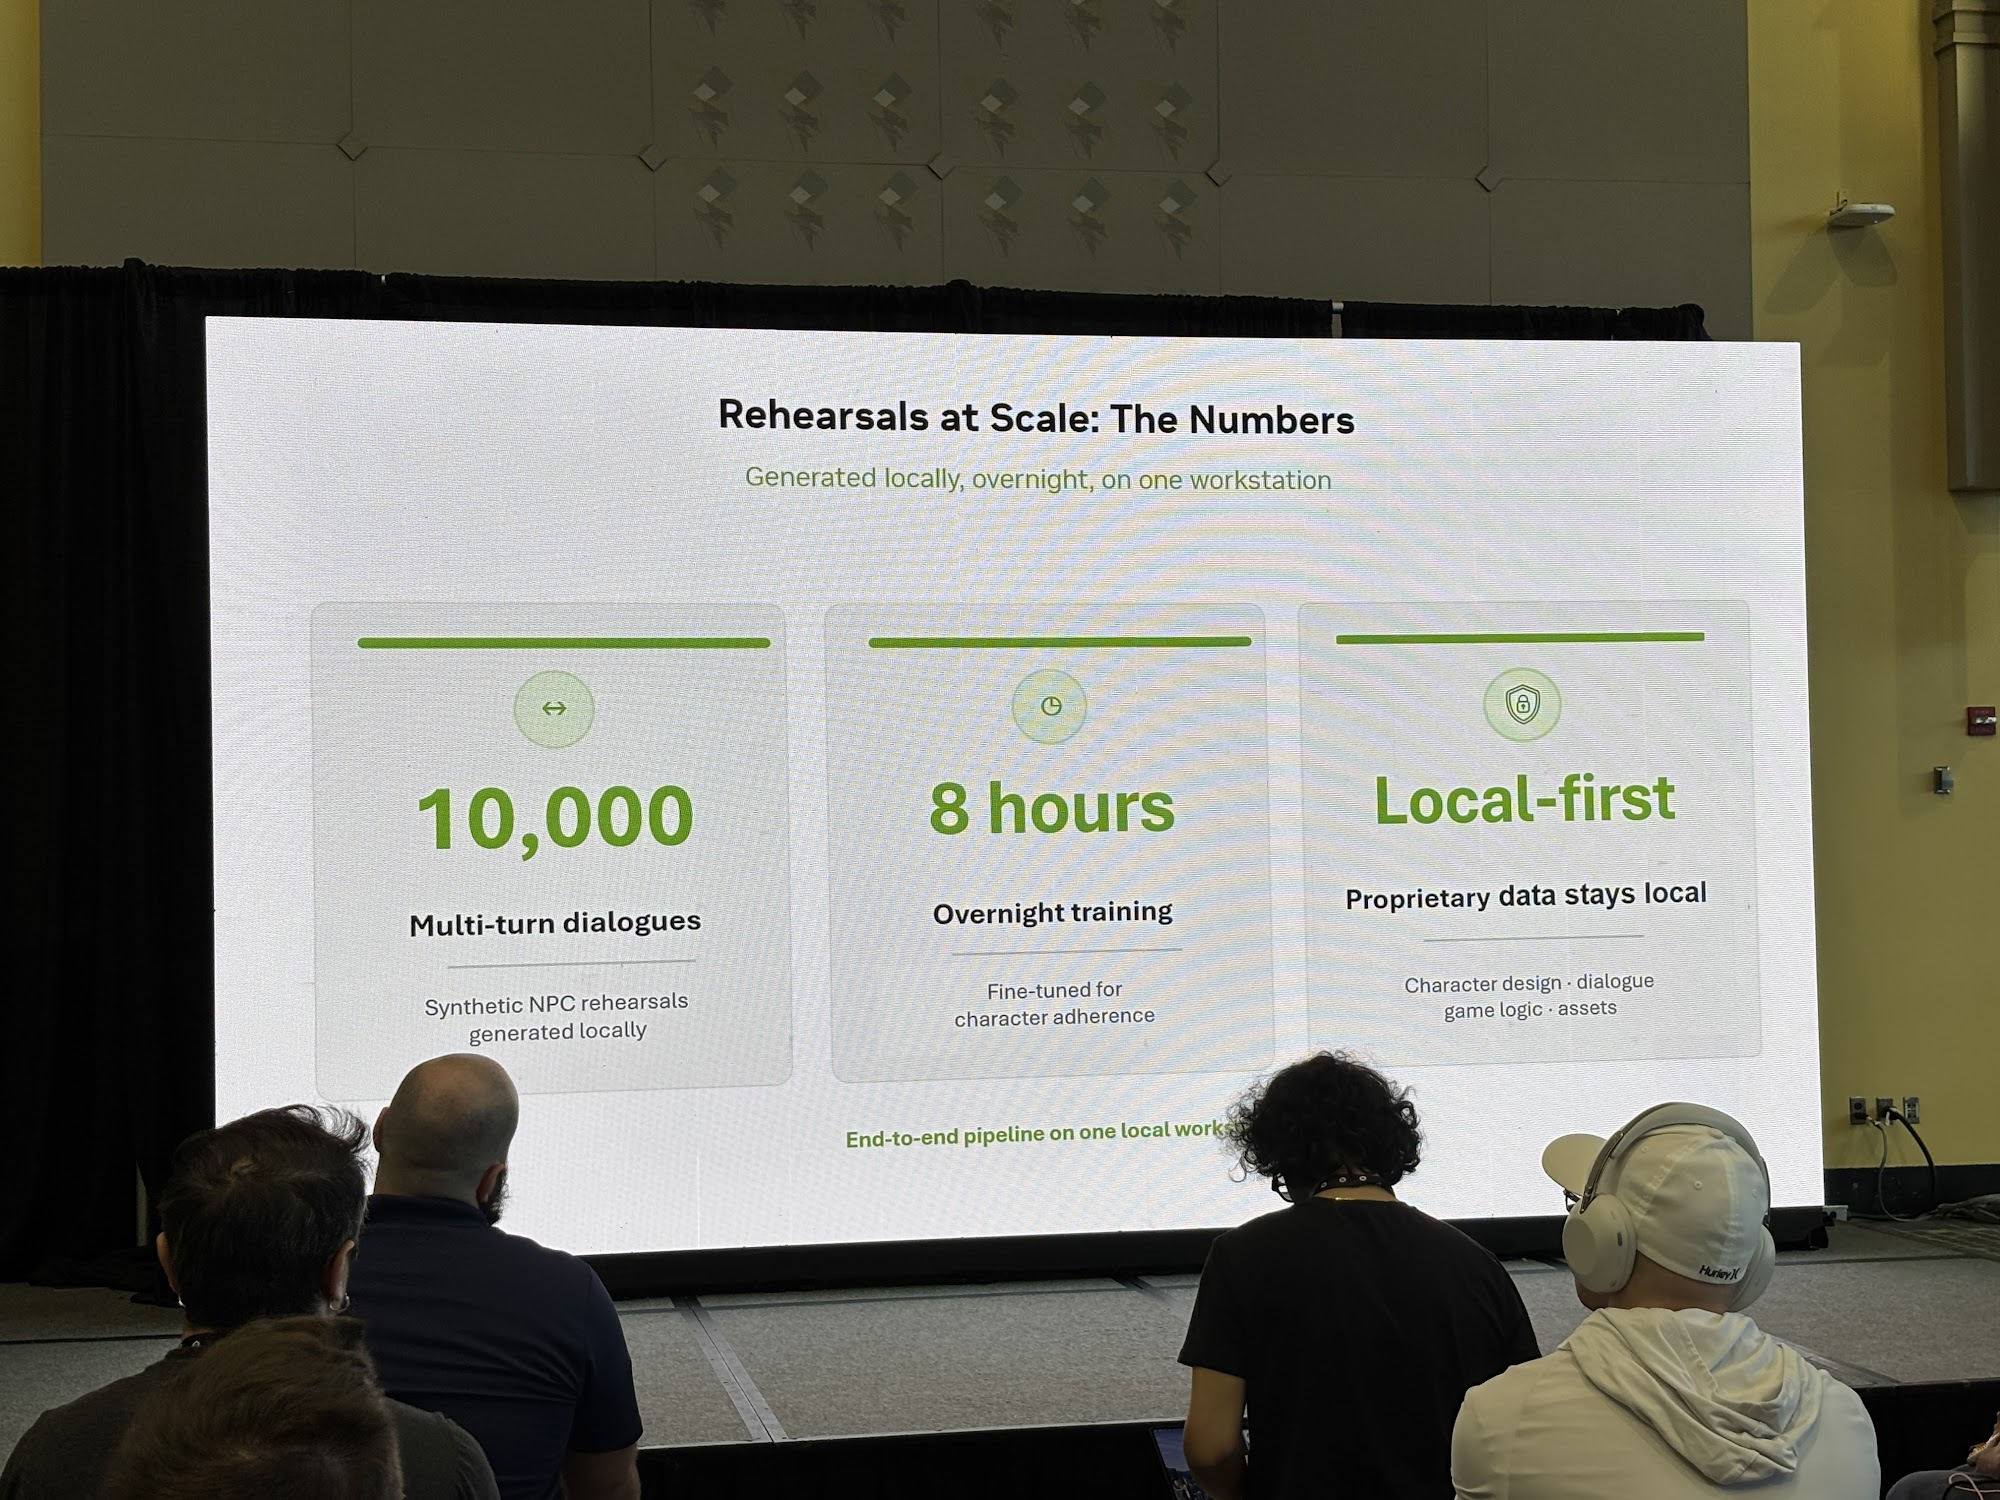 Rehearsals at Scale: The Numbers
Generated locally, overnight, on one workstation
10,000
Multi-turn dialogues
Synthetic NPC rehearsals
generated locally
8 hours
Overnight training
Fine-tuned for
character adherence
Local-first
Proprietary data stays local
Character design · dialogue
game logic · assets
End-to-end pipeline on one local
Hurley